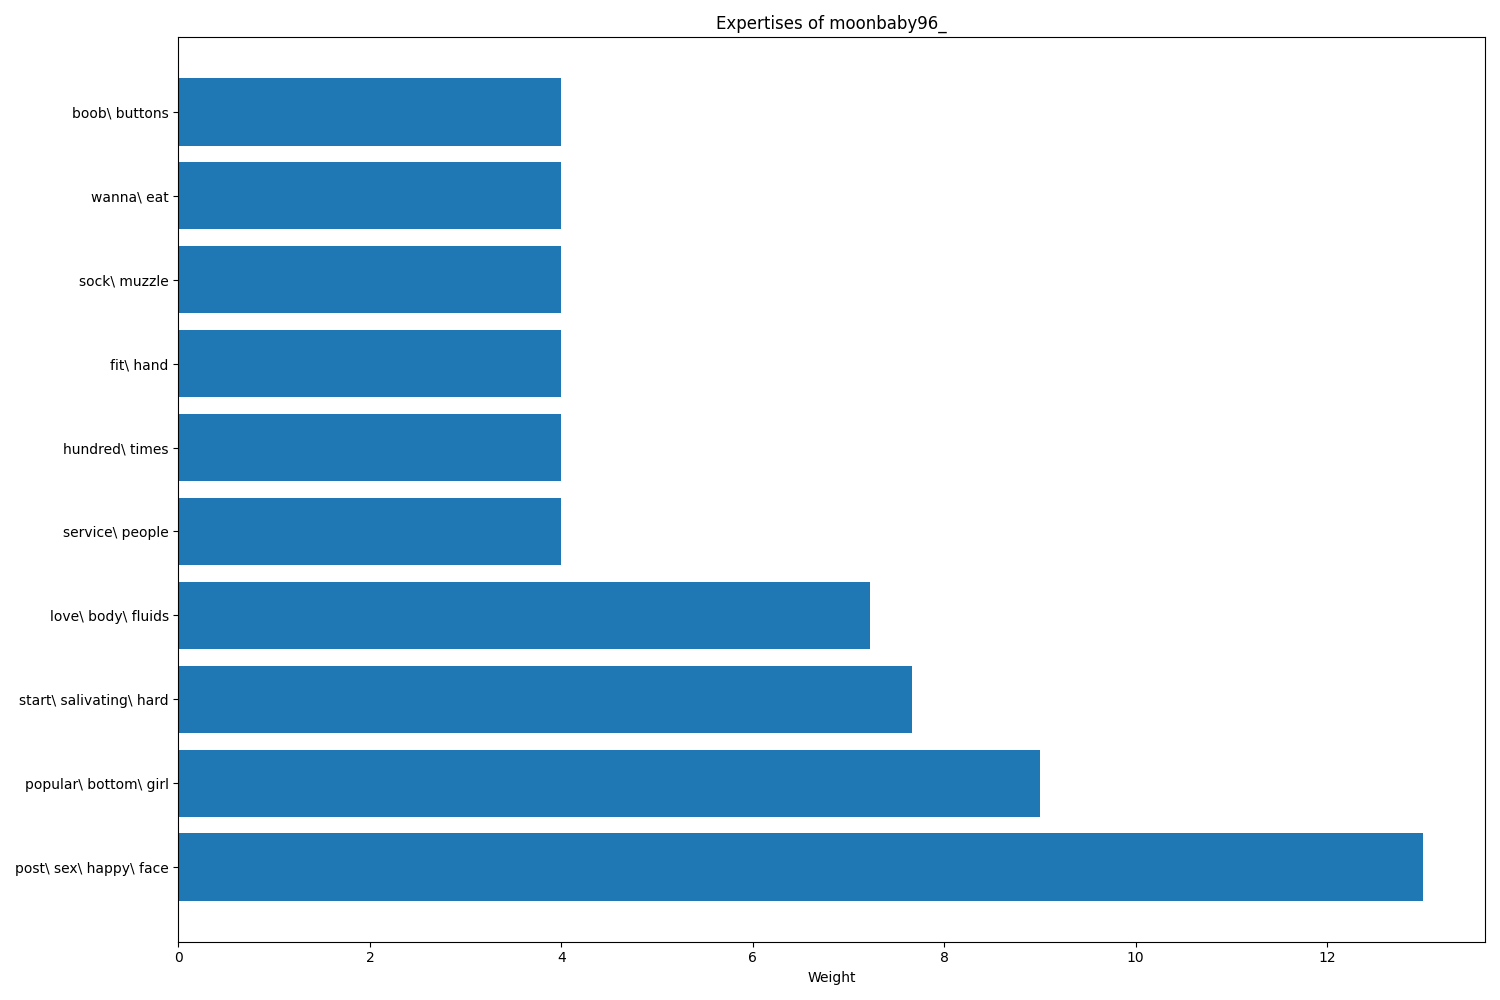 Expertises of moonbaby96_
boob\ buttons
wanna\ eat
sock\ muzzle
fit\ hand
hundred\ times
service\ people
love\ body\ fluids
start\ salivating\ hard
popular\ bottom\ girl
post\ sex\ happy\ face
0 2 4 6 8 10 12
Weight